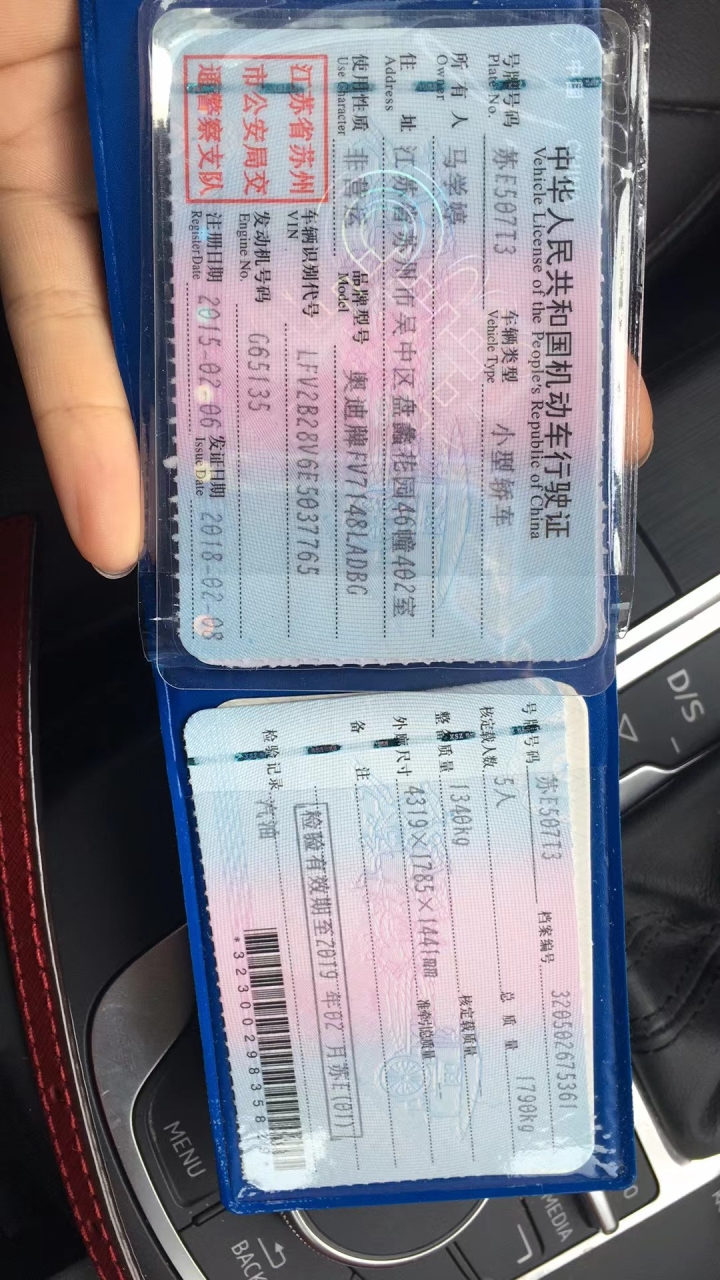 中华人民共和国机动车行驶证
Vehicle License of the People's Republic of China
号牌号码 苏E507T3 车辆类型 小型轿车
Plate No. Vehicle Type
所有人
Owner
住址 江苏省苏州市吴中区盘蠡花园46幢402室
Address
使用性质 非营运 品牌型号 奥迪牌FV7148LADBG
Use Character Model
江苏省苏州
市公安局交
通警察支队
车辆识别代号 LFV2B28V6E5037765
VIN
发动机号码 G65135
Engine No.
注册日期 2015-02-06 发证日期 2018-02-08
Register Date Issue Date
号牌号码 苏E507T3 档案编号 320502675361
核定载人数 5人 总质量 1790kg
整备质量 1340kg 核定载质量
外廓尺寸 4319×1785×1441mm 准牵引总质量
备注
检验有效期至2019年02月苏E(01)
检验记录 汽油
*32300298358
D/S
MENU
BACK
MEDIA